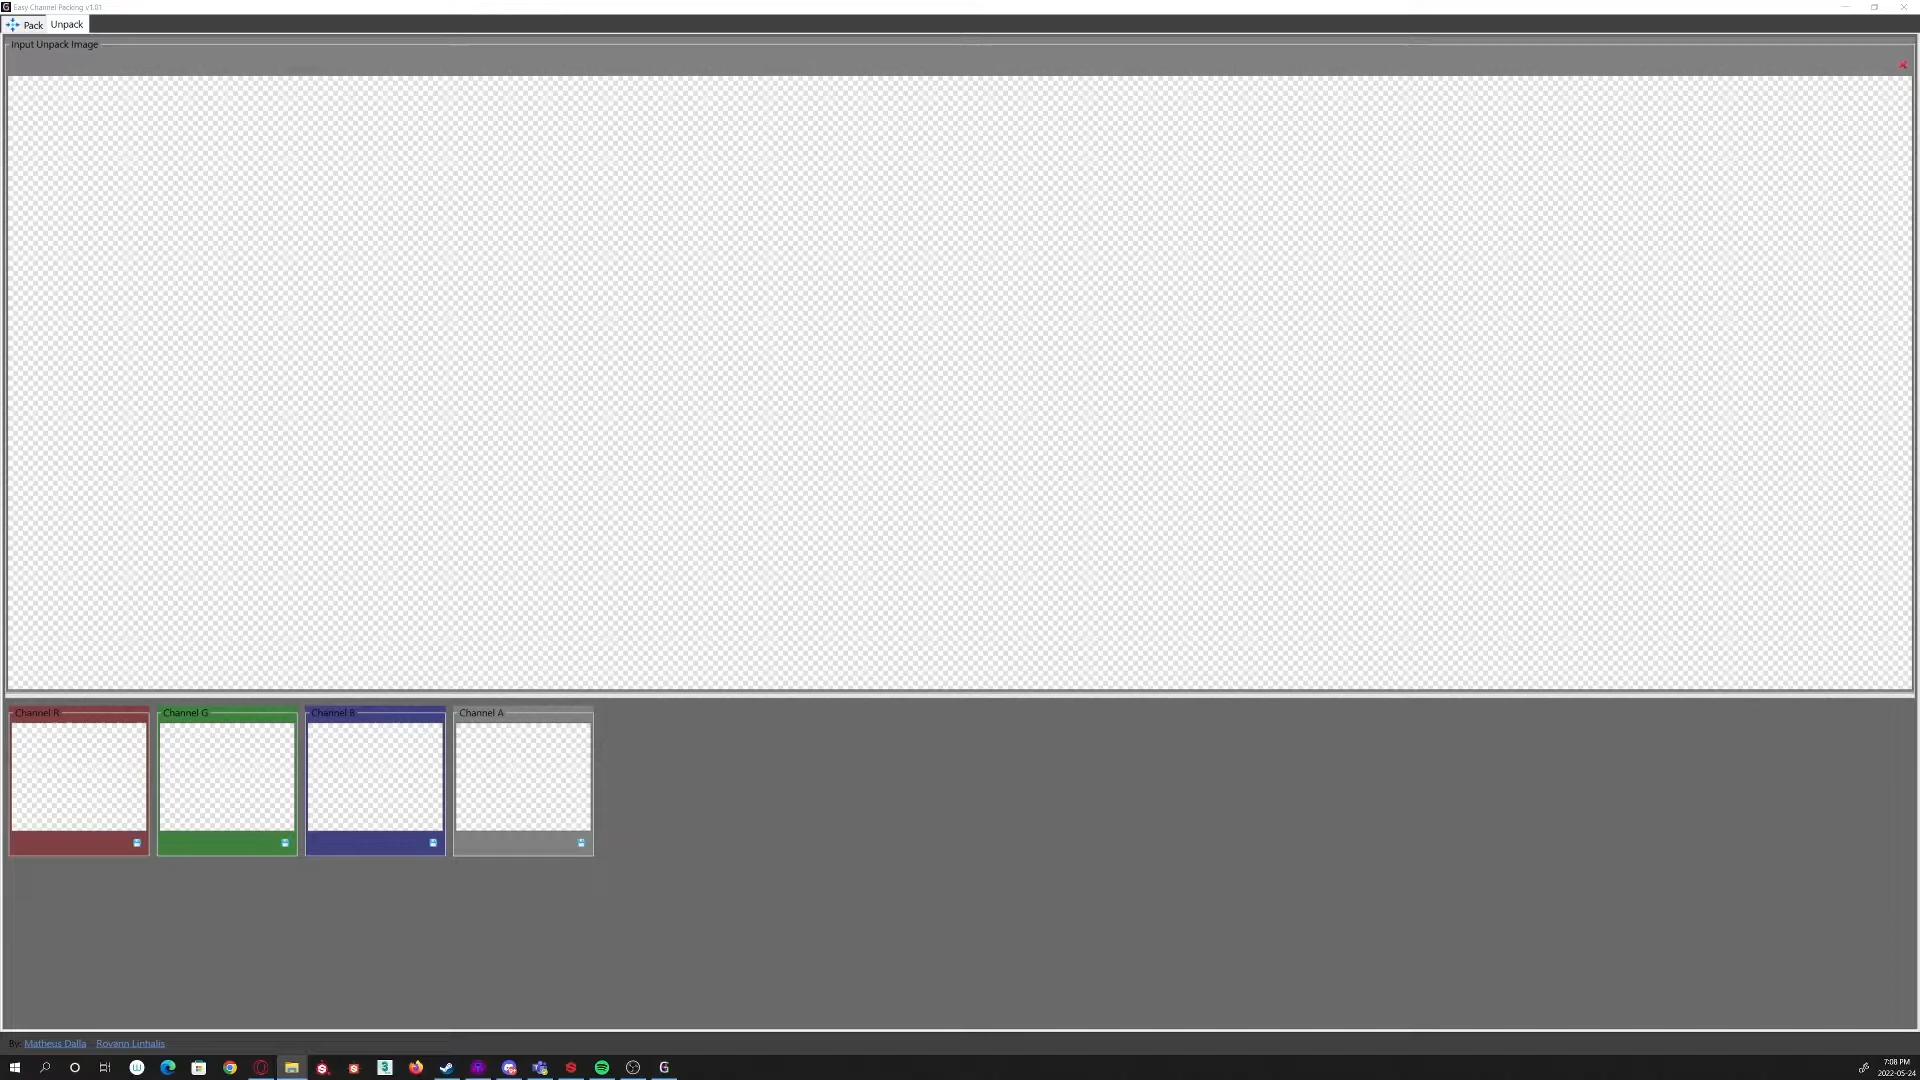 Easy Channel Packing v1.01
Pack Unpack
Input Unpack Image
Channel R Channel G Channel B Channel A
By: Matheus Dalla Rovann Linhalis
7:08 PM
2022-05-24